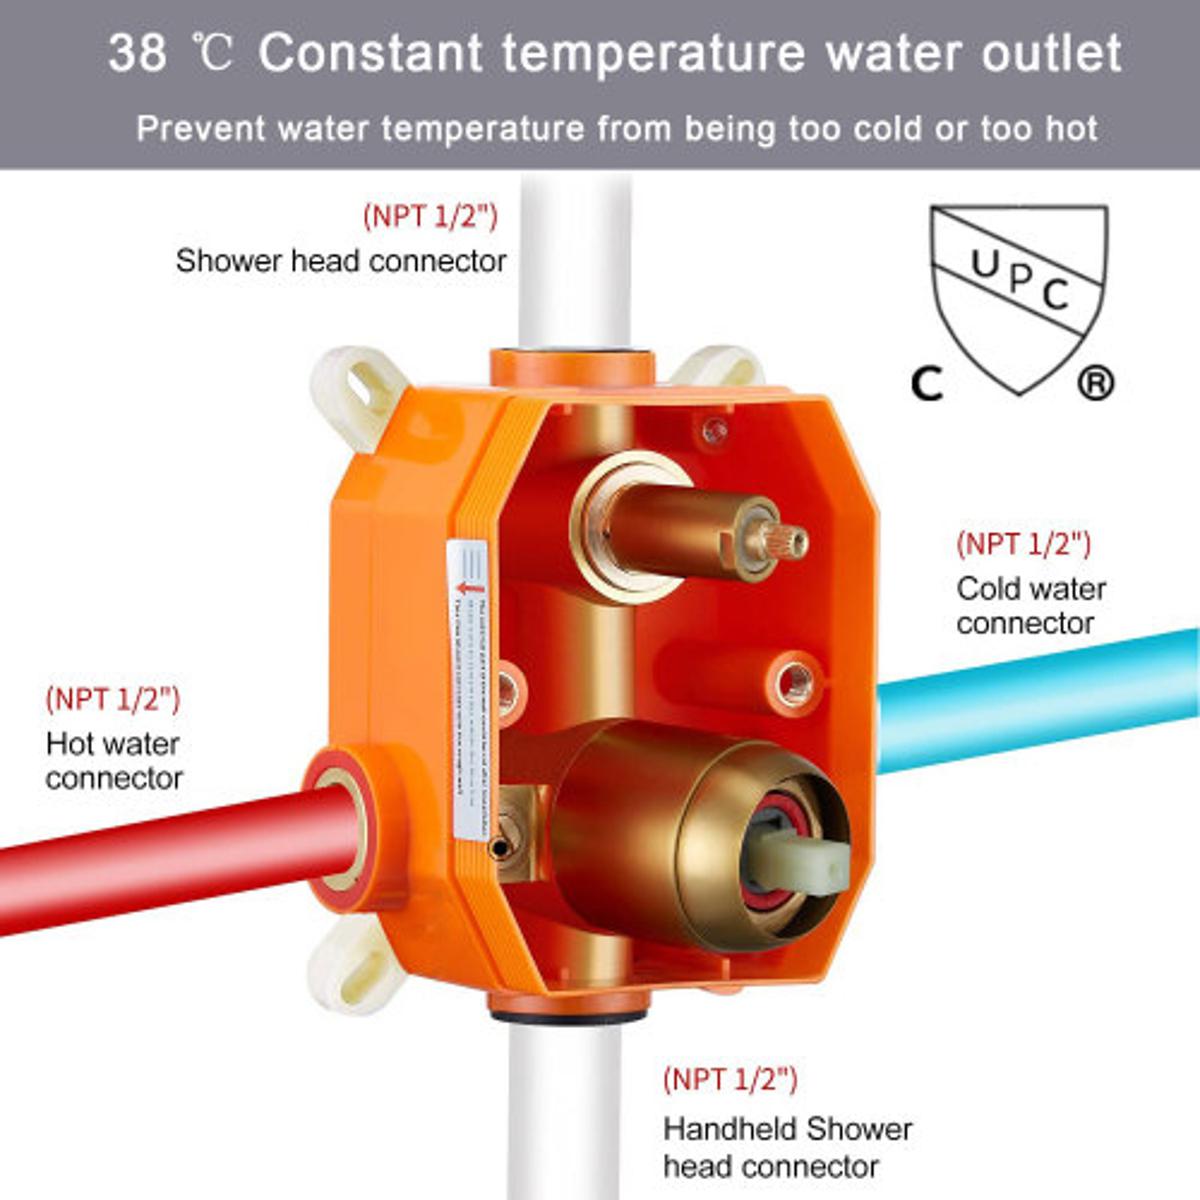 38 ℃ Constant temperature water outlet
Prevent water temperature from being too cold or too hot
(NPT 1/2")
Shower head connector
UPC
C ®
(NPT 1/2")
Cold water
connector
(NPT 1/2")
Hot water
connector
(NPT 1/2")
Handheld Shower
head connector